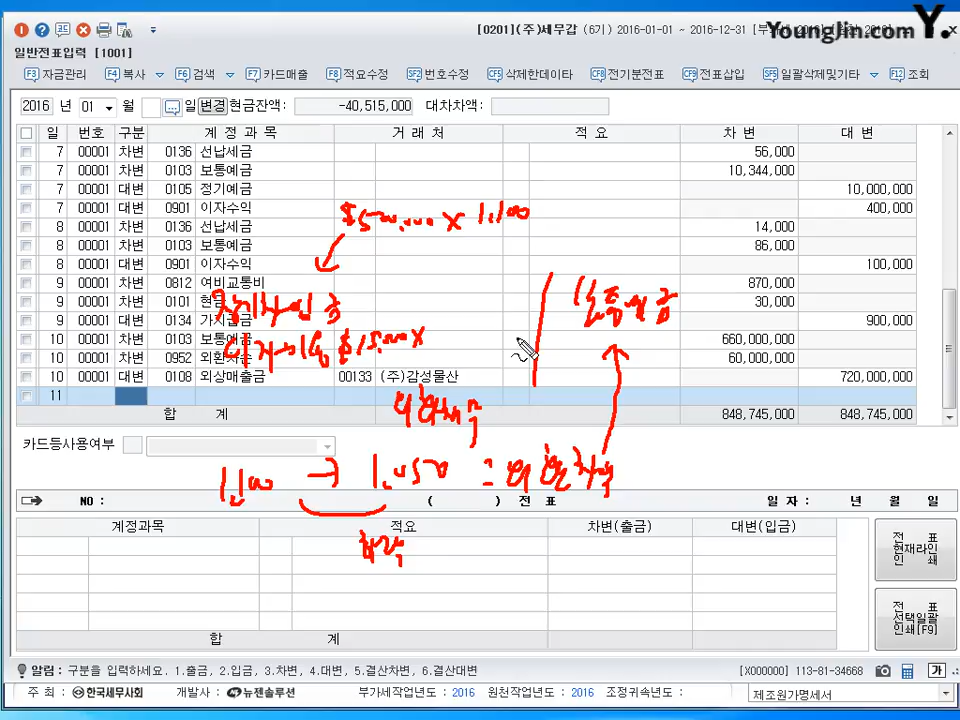 [0201](주)세무갑 (6기) 2016-01-01 ~ 2016-12-31
Younglin.com Y.
일반전표입력 [1001]
F3 자금관리 F4 복사 F6 검색 F7 카드매출 F8 적요수정 SF2 번호수정 CF5 삭제한데이타 CF8 전기분전표 CF9 전표삽입 SF5 일괄삭제및기타 F12 조회
2016 년 01 월 일 변경 현금잔액: -40,515,000 대차차액:
일 번호 구분 계정과목 거래처 적요 차변 대변
7 00001 차변 0136 선납세금 56,000
7 00001 차변 0103 보통예금 10,344,000
7 00001 대변 0105 정기예금 10,000,000
7 00001 대변 0901 이자수익 400,000
8 00001 차변 0136 선납세금 14,000
8 00001 차변 0103 보통예금 86,000
8 00001 대변 0901 이자수익 100,000
9 00001 차변 0812 여비교통비 870,000
9 00001 차변 0101 현금 30,000
9 00001 대변 0134 가지급금 900,000
10 00001 차변 0103 보통예금 660,000,000
10 00001 차변 0952 외환차손 60,000,000
10 00001 대변 0108 외상매출금 00133 (주)감성물산 720,000,000
11
합 계 848,745,000 848,745,000
카드등사용여부
NO : ( ) 전 표 일 자 : 년 월 일
계정과목 적요 차변(출금) 대변(입금)
합 계
전 표
현재라인
인 쇄
전 표
선택일괄
인쇄[F9]
알림: 구분을 입력하세요. 1.출금, 2.입금, 3.차변, 4.대변, 5.결산차변, 6.결산대변 [X000000] 113-81-34668 가
주 최 : 한국세무사회 개발사 : 뉴젠솔루션 부가세작업년도 : 2016 원천작업년도 : 2016 조정귀속년도 : 제조원가명세서